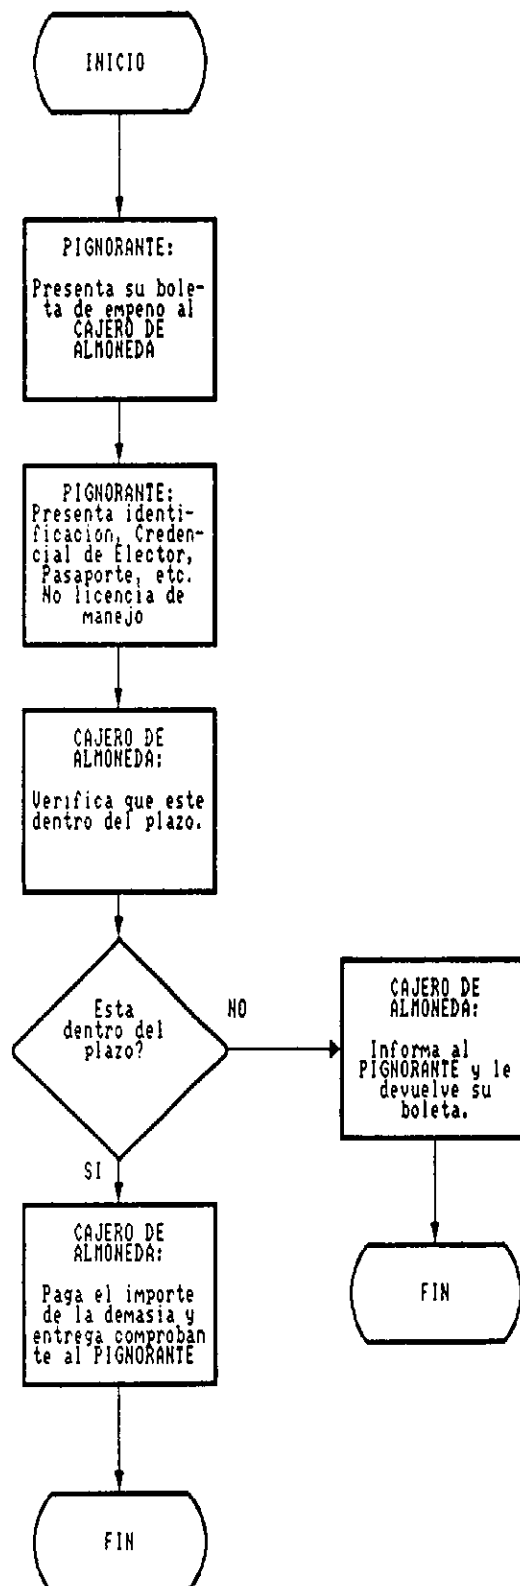 INICIO
PIGNORANTE:
Presenta su bole-
ta de empeno al
CAJERO DE
ALMONEDA
PIGNORANTE:
Presenta identi-
ficacion, Creden-
cial de Elector,
Pasaporte, etc.
No licencia de
manejo
CAJERO DE
ALMONEDA:
Verifica que este
dentro del plazo.
Esta
dentro del
plazo?
NO
CAJERO DE
ALMONEDA:
Informa al
PIGNORANTE y le
devuelve su
boleta.
SI
CAJERO DE
ALMONEDA:
Paga el importe
de la demasia y
entrega comproban
te al PIGNORANTE
FIN
FIN